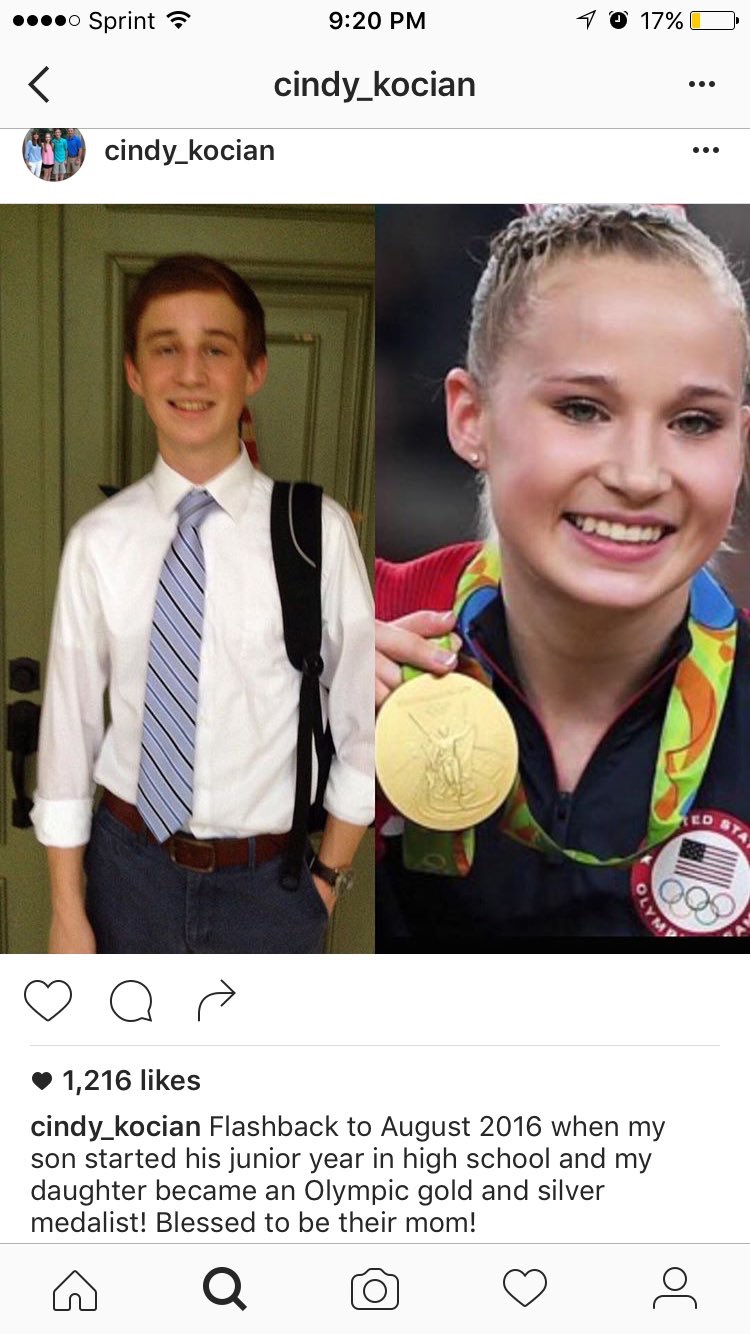 Sprint 9:20 PM 17%
cindy_kocian
cindy_kocian
1,216 likes
cindy_kocian Flashback to August 2016 when my
son started his junior year in high school and my
daughter became an Olympic gold and silver
medalist! Blessed to be their mom!